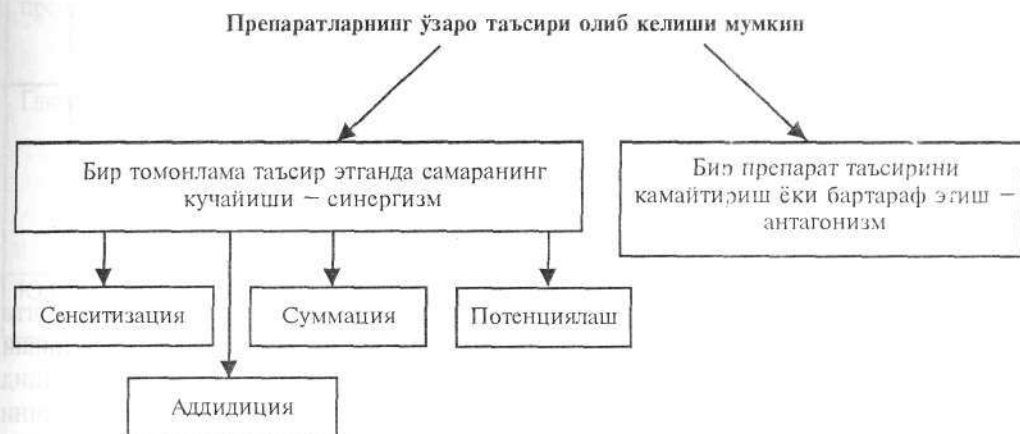 Препаратларнинг ўзаро таъсири олиб келиши мумкин
Бир томонлама таъсир этганда самаранинг
кучайиши – синергизм
Бир препарат таъсирини
камайтириш ёки бартараф этиш –
антагонизм
Сенситизация
Суммация
Потенциялаш
Аддидиция